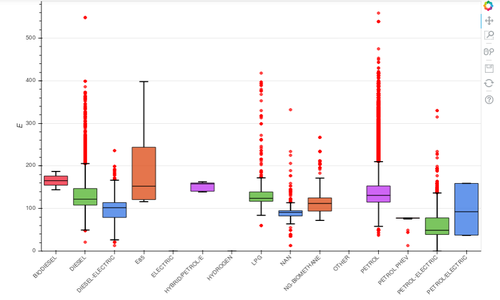 500
400
300
200
100
0
E
BIODIESEL
DIESEL
DIESEL-ELECTRIC
E85
ELECTRIC
HYBRID/PETROL/E
HYDROGEN
LPG
NAN
NG-BIOMETHANE
OTHER
PETROL
PETROL PHEV
PETROL-ELECTRIC
PETROL/ELECTRIC